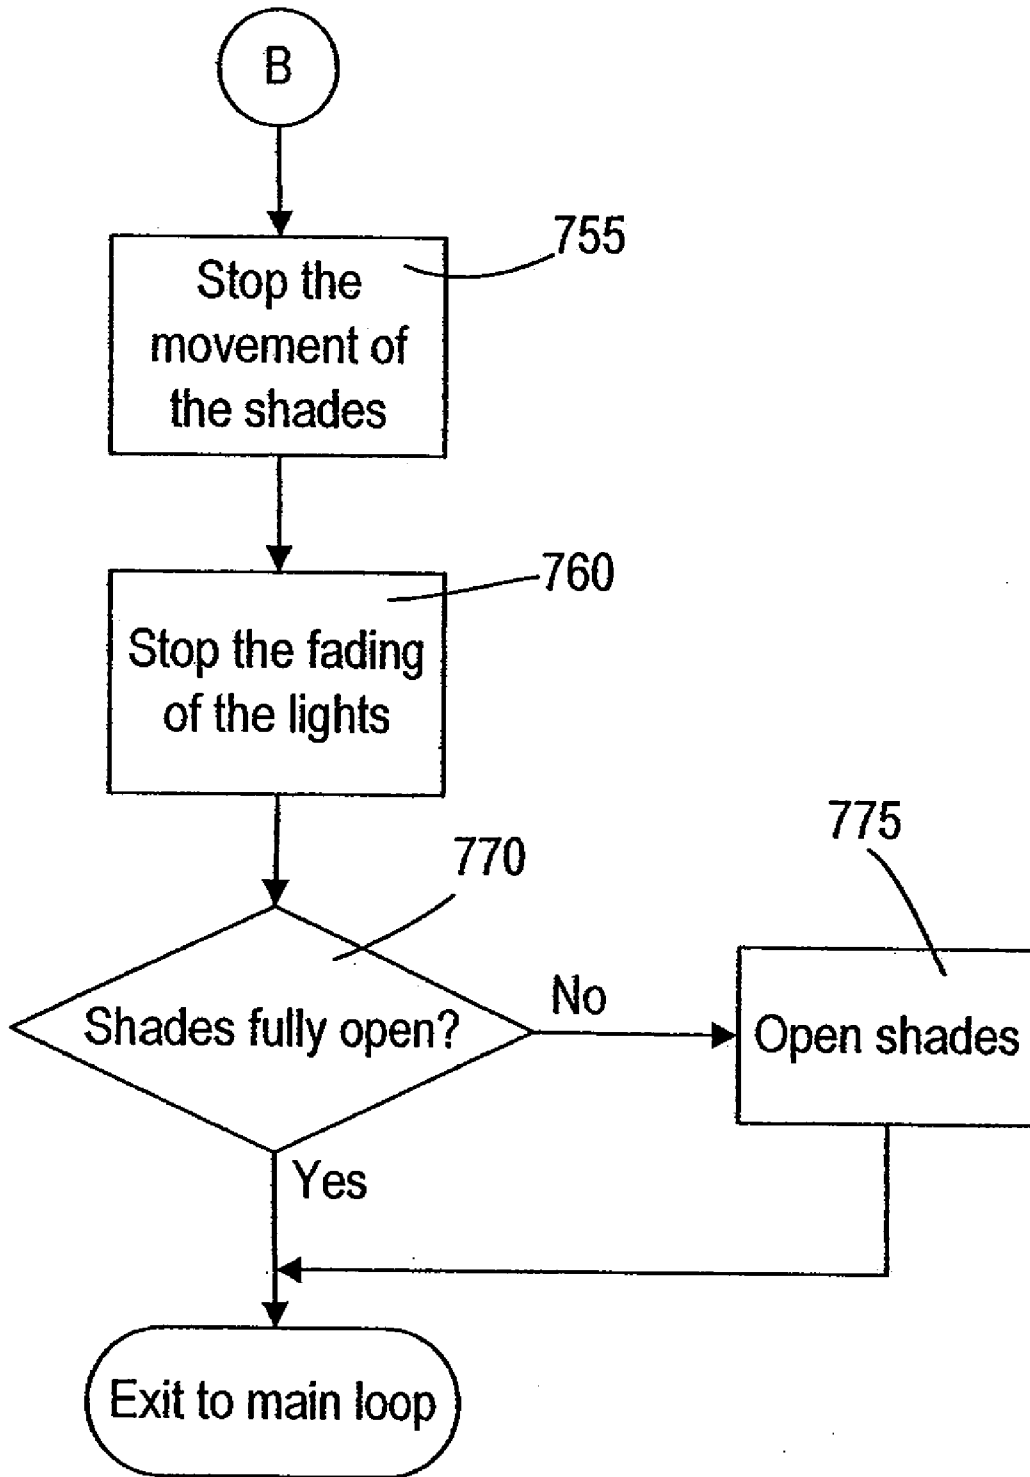 B
755
Stop the
movement of
the shades
760
Stop the fading
of the lights
770
775
Shades fully open?
No
Open shades
Yes
Exit to main loop